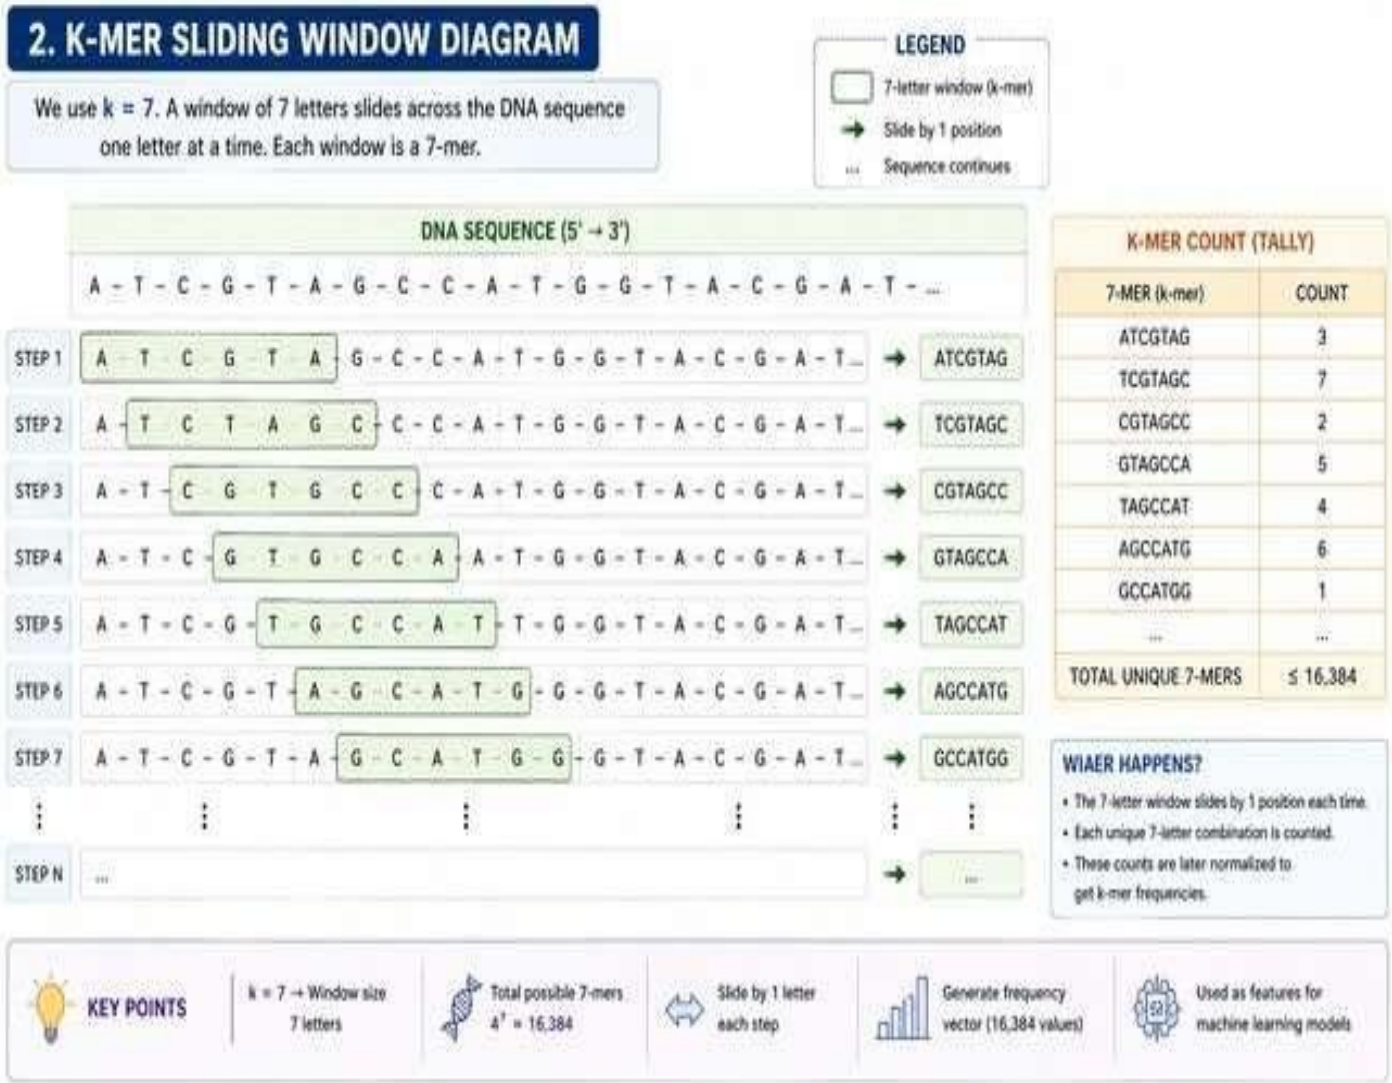 2. K-MER SLIDING WINDOW DIAGRAM
We use k = 7. A window of 7 letters slides across the DNA sequence
one letter at a time. Each window is a 7-mer.
LEGEND
7-letter window (k-mer)
Slide by 1 position
... Sequence continues
DNA SEQUENCE (5' → 3')
A - T - C - G - T - A - G - C - C - A - T - G - G - T - A - C - G - A - T - ...
STEP 1 A T C G T A - G - C - C - A - T - G - G - T - A - C - G - A - T... → ATCGTAG
STEP 2 A - T C T A G C - C - C - A - T - G - G - T - A - C - G - A - T... → TCGTAGC
STEP 3 A - T - C G T G C C - C - A - T - G - G - T - A - C - G - A - T... → CGTAGCC
STEP 4 A - T - C - G T G C C A - A - T - G - G - T - A - C - G - A - T... → GTAGCCA
STEP 5 A - T - C - G - T G C C A T - T - G - G - T - A - C - G - A - T... → TAGCCAT
STEP 6 A - T - C - G - T - A - G - C - A - T - G - G - G - T - A - C - G - A - T... → AGCCATG
STEP 7 A - T - C - G - T - A - G - C - A - T - G - G - G - T - A - C - G - A - T... → GCCATGG
STEP N ... → ...
K-MER COUNT (TALLY)
7-MER (k-mer) COUNT
ATCGTAG 3
TCGTAGC 7
CGTAGCC 2
GTAGCCA 5
TAGCCAT 4
AGCCATG 6
GCCATGG 1
... ...
TOTAL UNIQUE 7-MERS ≤ 16,384
WIAER HAPPENS?
• The 7-letter window slides by 1 position each time.
• Each unique 7-letter combination is counted.
• These counts are later normalized to
get k-mer frequencies.
KEY POINTS
k = 7 → Window size
7 letters
Total possible 7-mers
4⁷ = 16,384
Slide by 1 letter
each step
Generate frequency
vector (16,384 values)
Used as features for
machine learning models